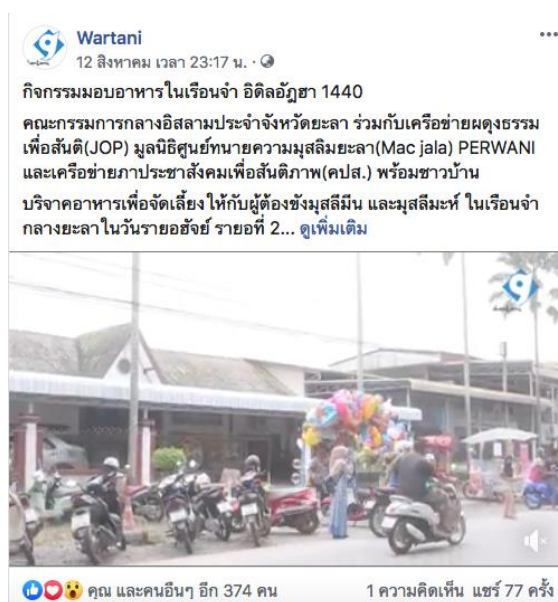 Wartani
12 สิงหาคม เวลา 23:17 น. ·
กิจกรรมมอบอาหารในเรือนจำ อิดิลอัฎฮา 1440
คณะกรรมการกลางอิสลามประจำจังหวัดยะลา ร่วมกับเครือข่ายผดุงธรรม
เพื่อสันติ(JOP) มูลนิธิศูนย์ทนายความมุสลิมยะลา(Mac jala) PERWANI
และเครือข่ายภาประชาสังคมเพื่อสันติภาพ(คปส.) พร้อมชาวบ้าน
บริจาคอาหารเพื่อจัดเลี้ยงให้กับผู้ต้องขังมุสลีมีน และมุสลีมะห์ ในเรือนจำ
กลางยะลาในวันรายอฮัจย์ รายอที่ 2... ดูเพิ่มเติม
คุณ และคนอื่นๆ อีก 374 คน
1 ความคิดเห็น แชร์ 77 ครั้ง